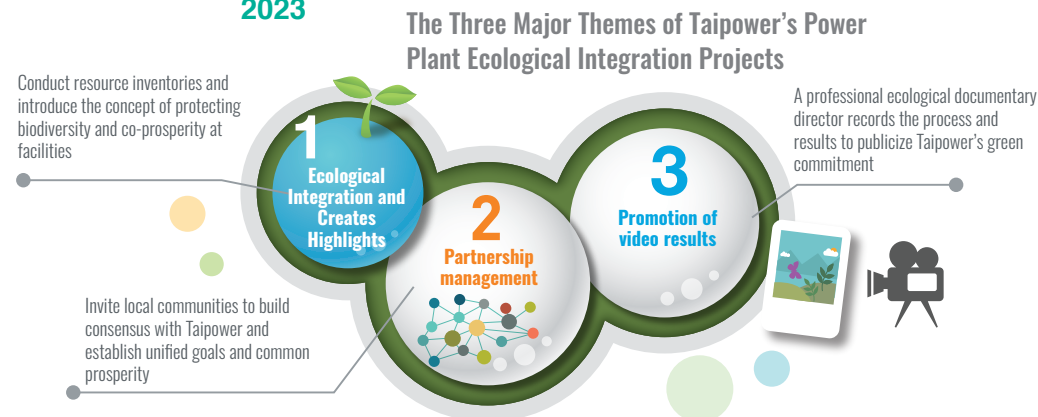 2023
The Three Major Themes of Taipower's Power
Plant Ecological Integration Projects
Conduct resource inventories and
introduce the concept of protecting
biodiversity and co-prosperity at
facilities
1
Ecological
Integration and
Creates
Highlights
2
Partnership
management
Invite local communities to build
consensus with Taipower and
establish unified goals and common
prosperity
3
Promotion of
video results
A professional ecological documentary
director records the process and
results to publicize Taipower's green
commitment